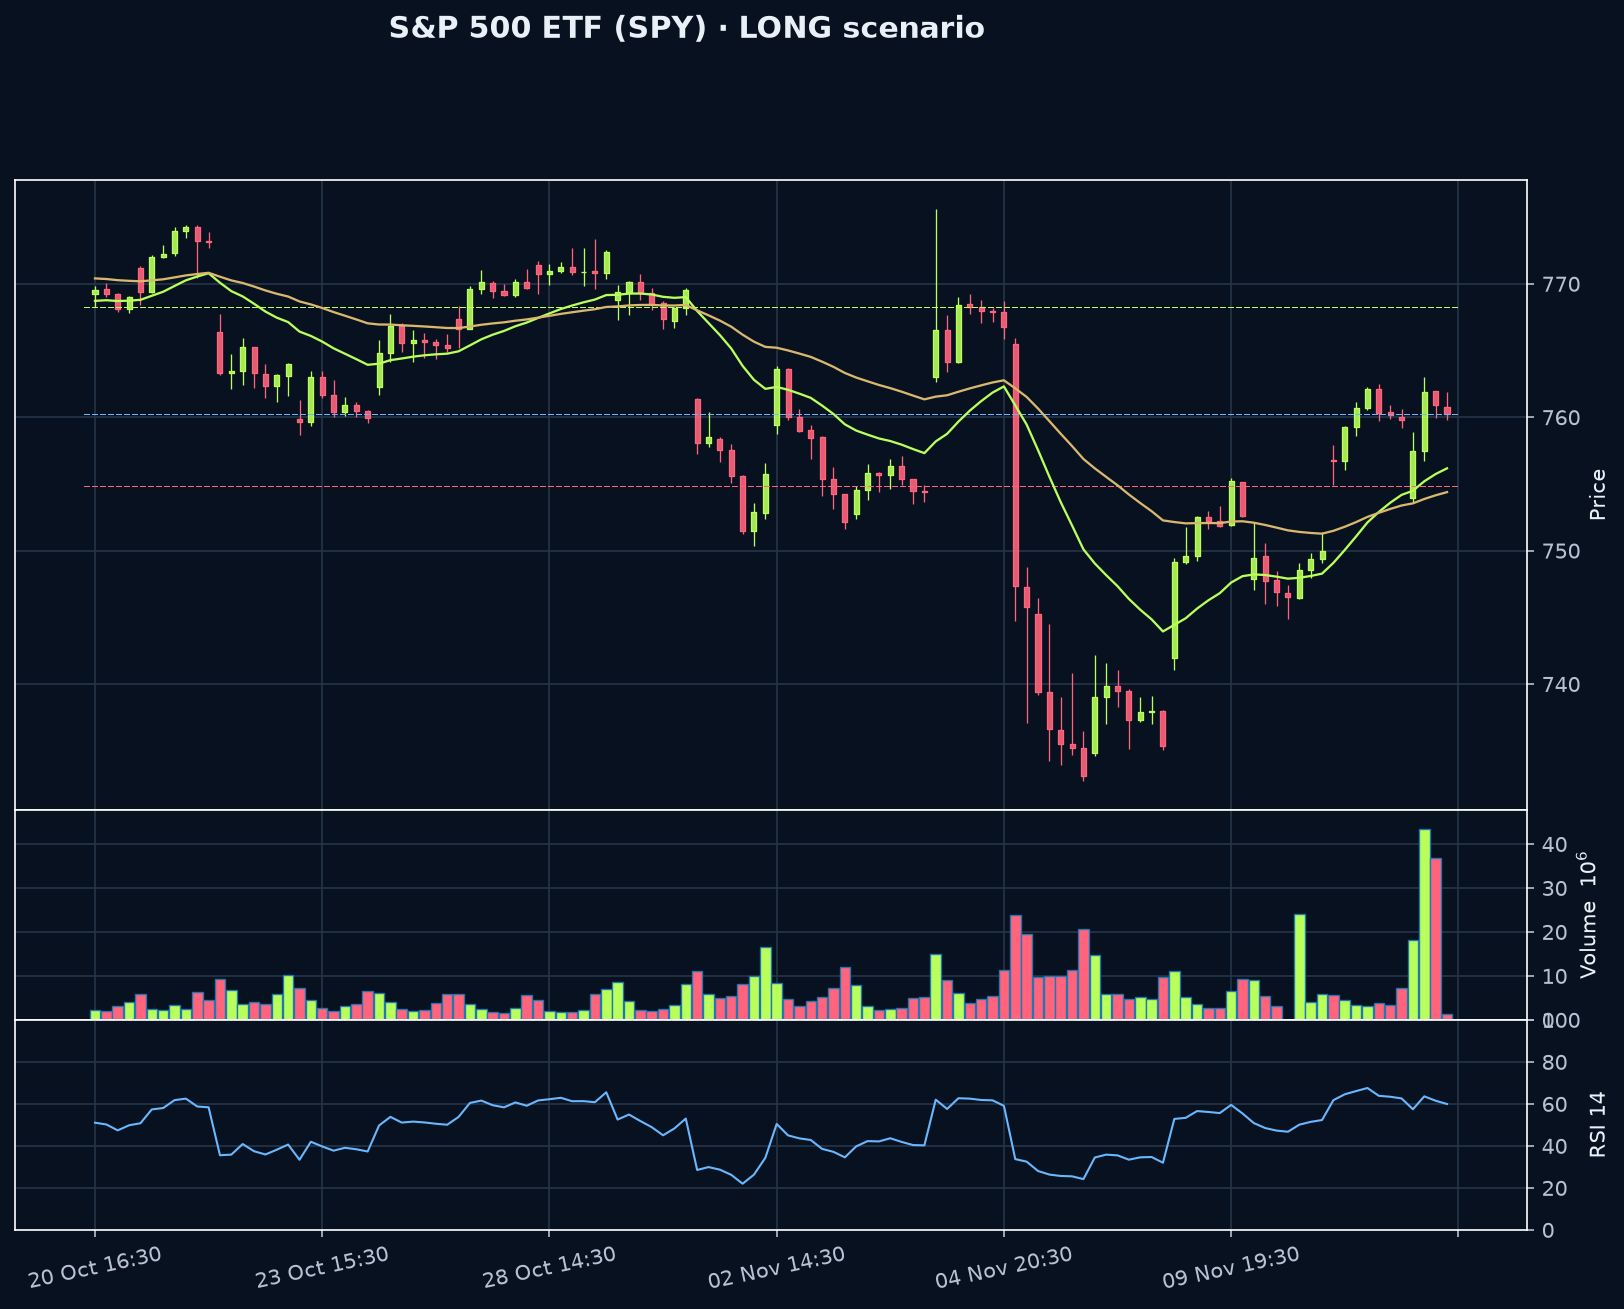 S&P 500 ETF (SPY) · LONG scenario
770
760
750
740
Price
40
30
20
10
0
Volume 10⁶
100
80
60
40
20
0
RSI 14
20 Oct 16:30
23 Oct 15:30
28 Oct 14:30
02 Nov 14:30
04 Nov 20:30
09 Nov 19:30